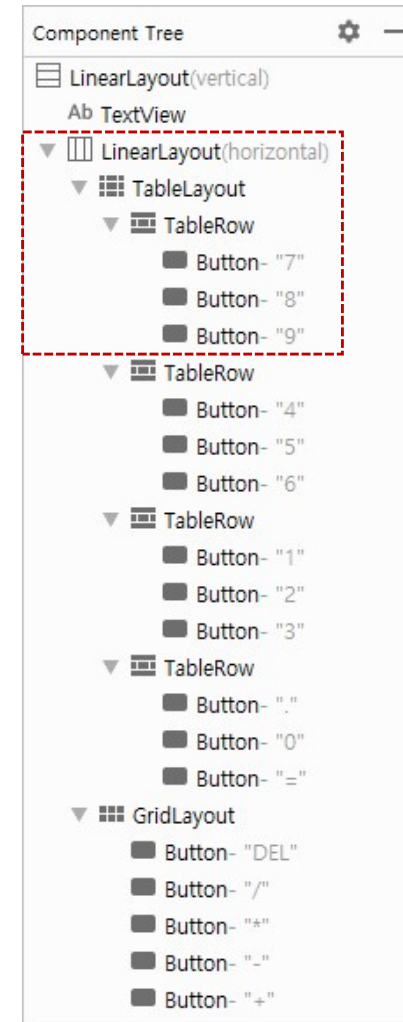 Component Tree
LinearLayout(vertical)
Ab TextView
LinearLayout(horizontal)
TableLayout
TableRow
Button- "7"
Button- "8"
Button- "9"
TableRow
Button- "4"
Button- "5"
Button- "6"
TableRow
Button- "1"
Button- "2"
Button- "3"
TableRow
Button- "."
Button- "0"
Button- "="
GridLayout
Button- "DEL"
Button- "/"
Button- "*"
Button- "-"
Button- "+"